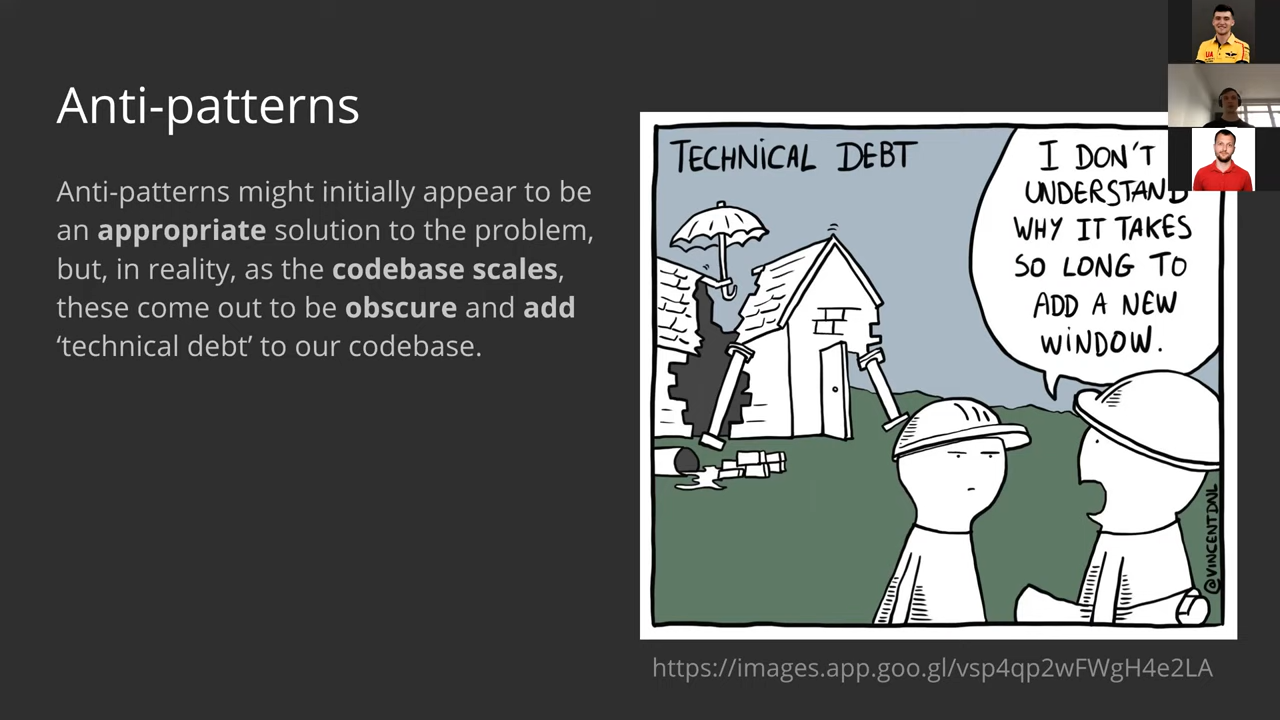 Anti-patterns
Anti-patterns might initially appear to be
an appropriate solution to the problem,
but, in reality, as the codebase scales,
these come out to be obscure and add
‘technical debt’ to our codebase.
TECHNICAL DEBT
I DON'T
UNDERSTAND
WHY IT TAKES
SO LONG TO
ADD A NEW
WINDOW.
@VINCENTDNL
https://images.app.goo.gl/vsp4qp2wFWgH4e2LA
UA